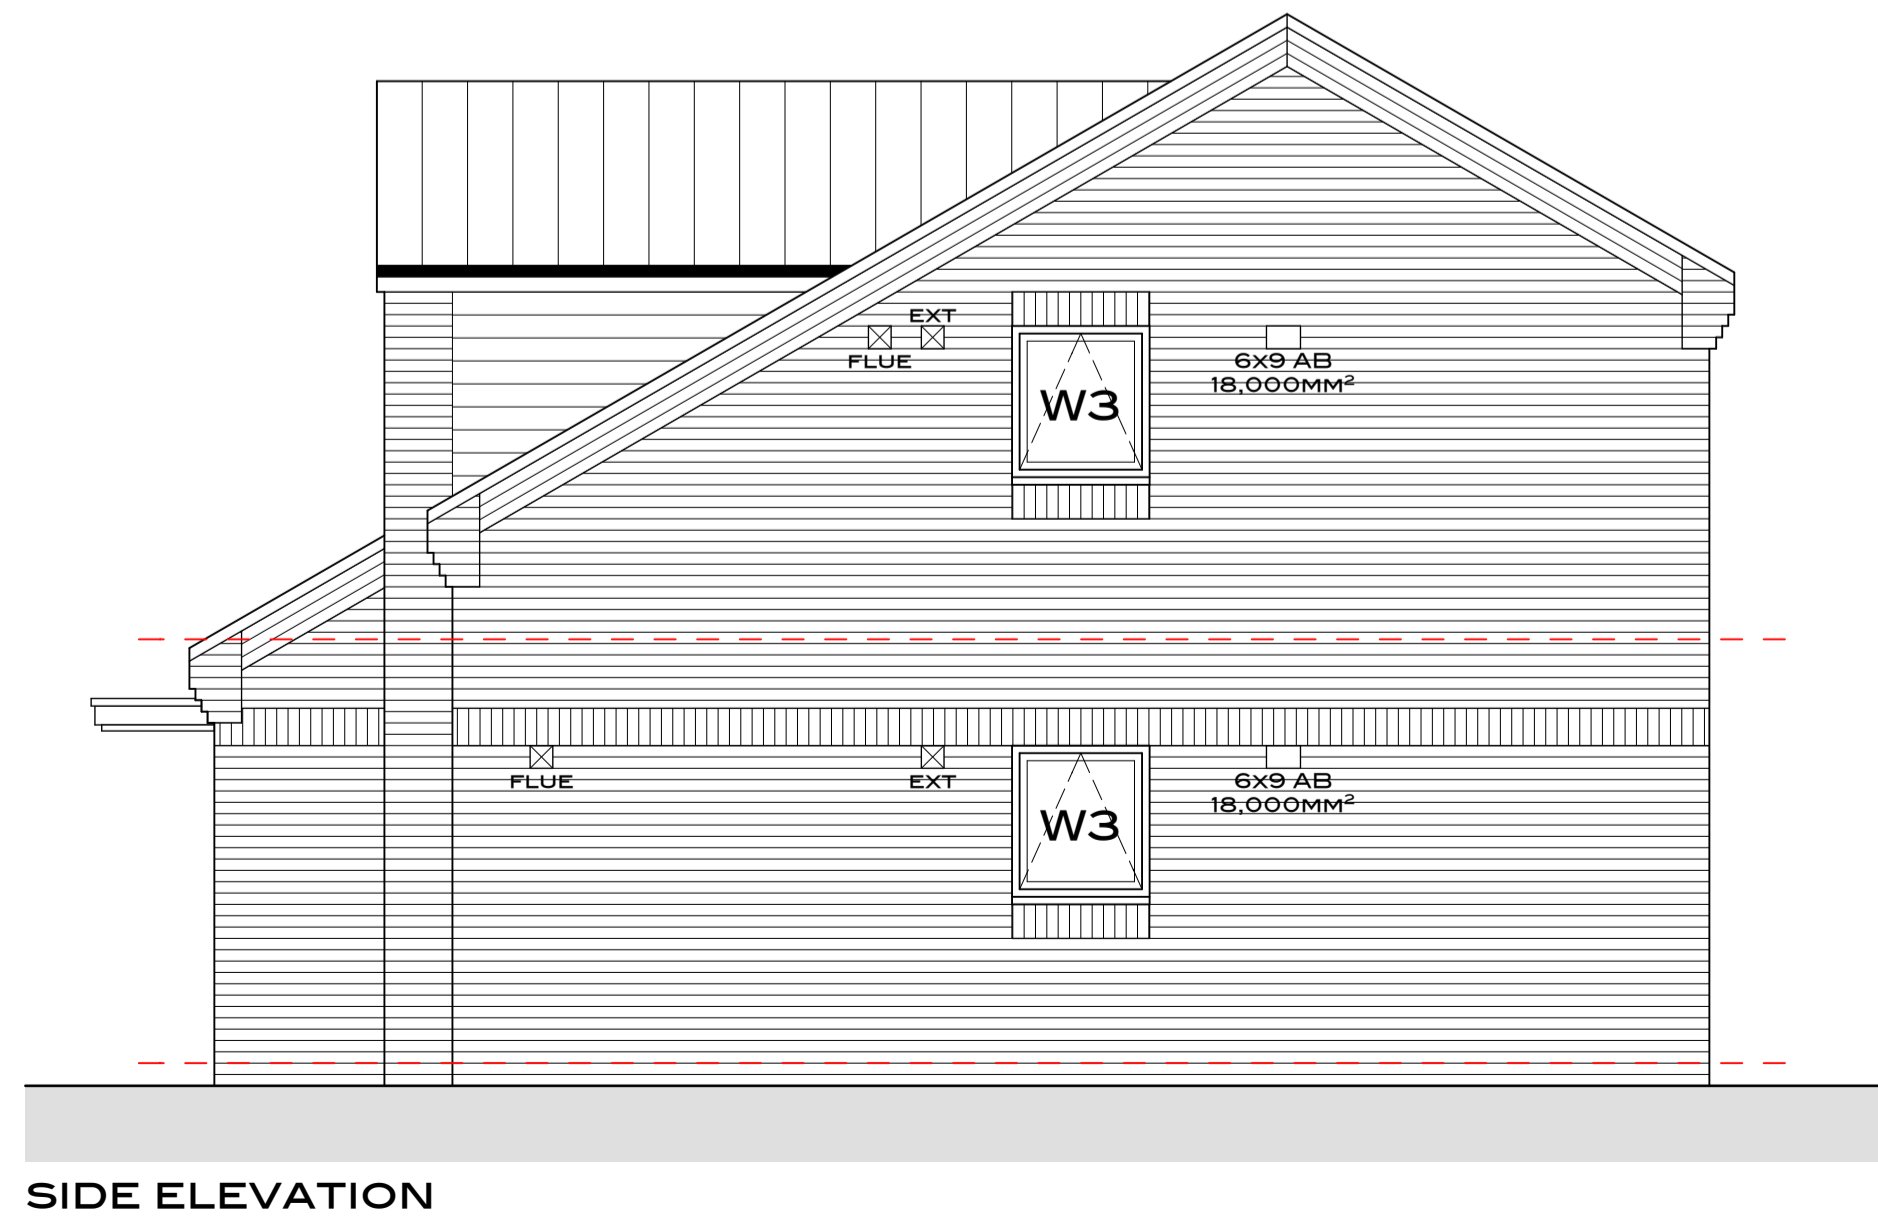 EXT
FLUE
W3
6x9 AB
18,000MM²
FLUE
EXT
W3
6x9 AB
18,000MM²
SIDE ELEVATION